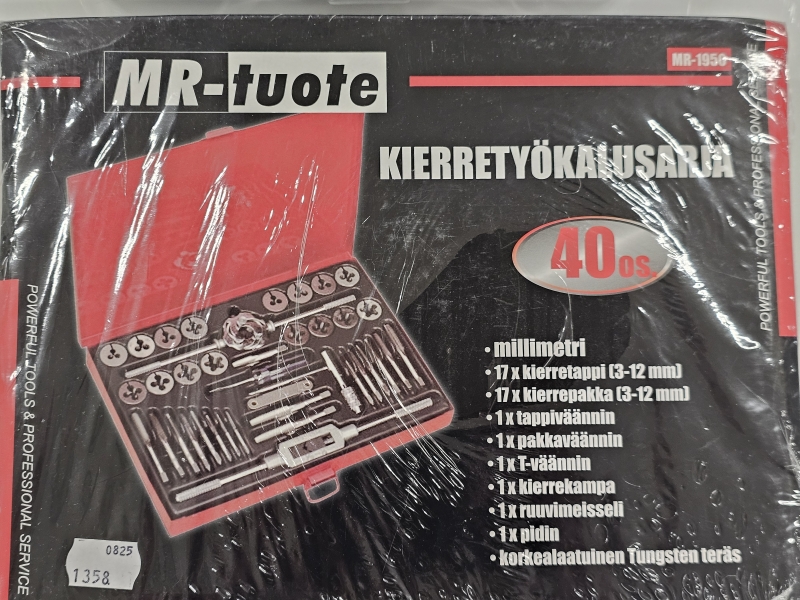 MR-tuote
MR-1950
KIERRETYÖKALUSARJA
40 os.
• millimetri
• 17 x kierretappi (3-12 mm)
• 17 x kierrepakka (3-12 mm)
• 1 x tappiväännin
• 1 x pakkaväännin
• 1 x T-väännin
• 1 x kierrekampa
• 1 x ruuvimeisseli
• 1 x pidin
• korkealaatuinen Tungsten teräs
POWERFUL TOOLS & PROFESSIONAL SERVICE
POWERFUL TOOLS & PROFESSIONAL SERVICE
0825
1358